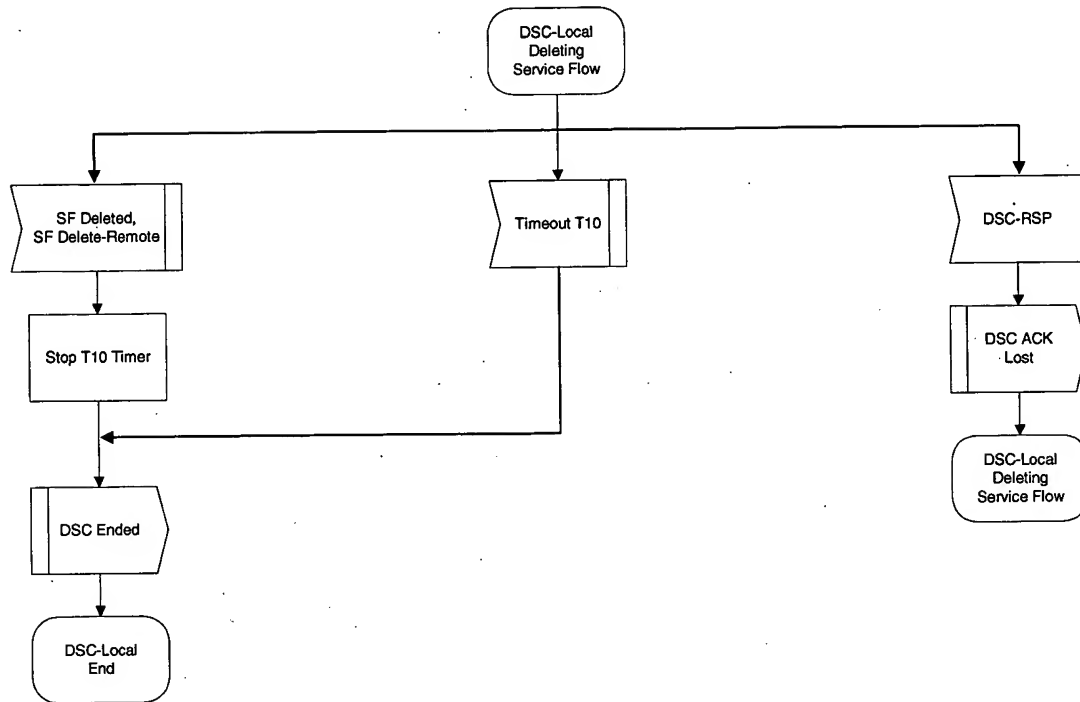 DSC-Local
Deleting
Service Flow
SF Deleted,
SF Delete-Remote
Timeout T10
DSC-RSP
Stop T10 Timer
DSC ACK
Lost
DSC-Local
Deleting
Service Flow
DSC Ended
DSC-Local
End